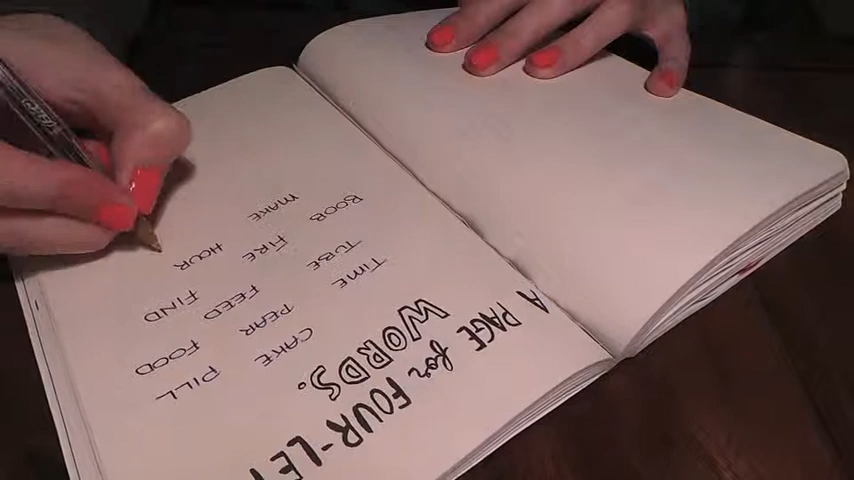 A PAGE for FOUR-LET
WORDS.
CAKE PILL
TIME PEAR FOOD
TUBE FEED FIND
BOOB FIRE HOUR
MAKE